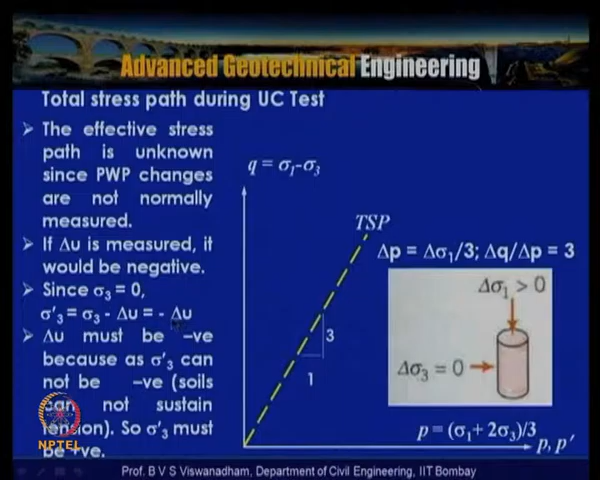 Advanced Geotechnical Engineering
Total stress path during UC Test
➢ The effective stress
path is unknown
since PWP changes
are not normally
measured.
➢ If Δu is measured, it
would be negative.
➢ Since σ3 = 0,
σ'3 = σ3 - Δu = - Δu
➢ Δu must be –ve
because as σ'3 can
not be –ve (soils
can not sustain
tension). So σ'3 must
be +ve.
q = σ1-σ3
TSP
Δp = Δσ1/3; Δq/Δp = 3
3
1
Δσ1 > 0
Δσ3 = 0
p = (σ1+ 2σ3)/3
p, p'
NPTEL
Prof. B V S Viswanadham, Department of Civil Engineering, IIT Bombay